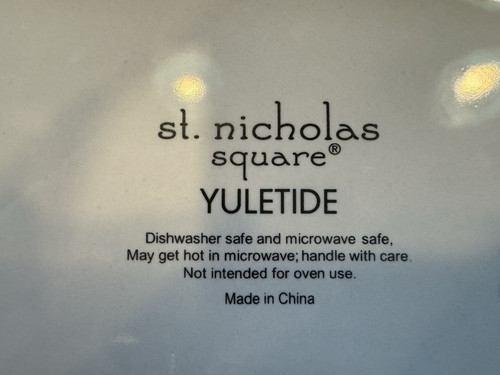 st. nicholas
square®
YULETIDE
Dishwasher safe and microwave safe,
May get hot in microwave; handle with care.
Not intended for oven use.
Made in China